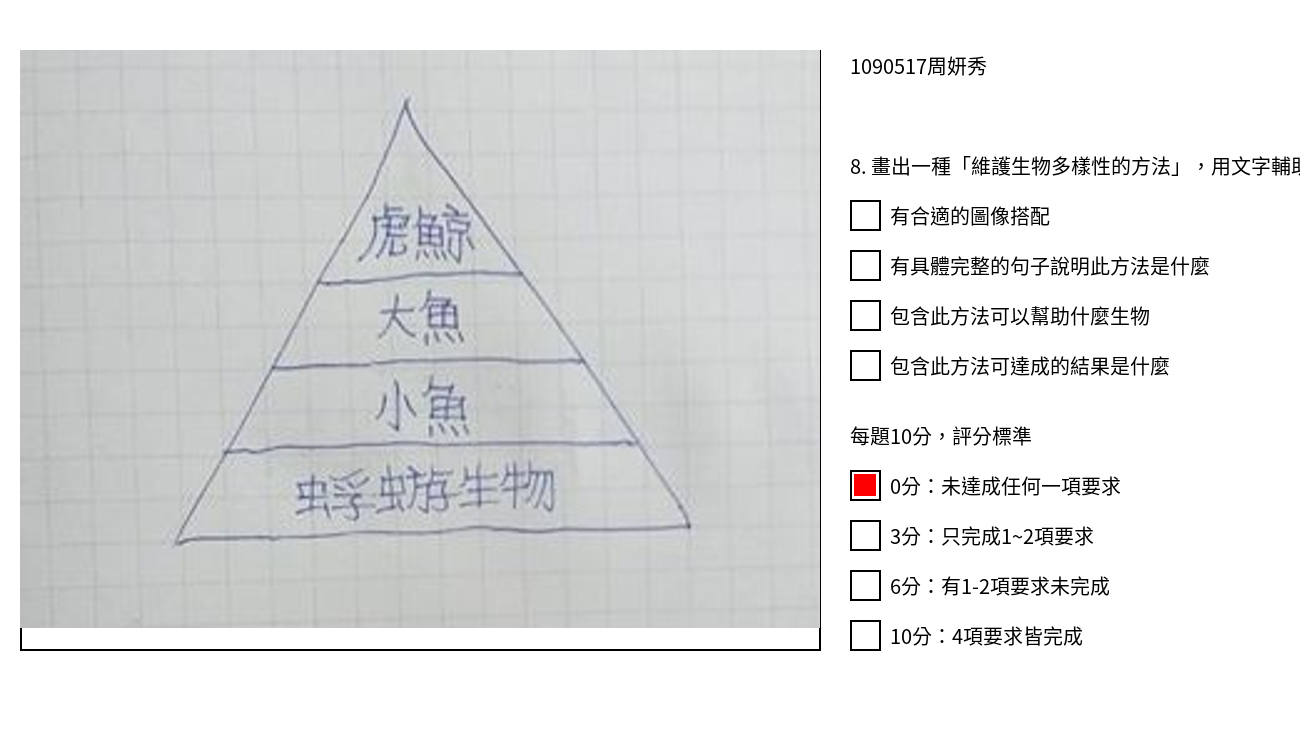 1090517周妍秀
8. 畫出一種「維護生物多樣性的方法」，用文字輔
有合適的圖像搭配
有具體完整的句子說明此方法是什麼
包含此方法可以幫助什麼生物
包含此方法可達成的結果是什麼
每題10分，評分標準
0分：未達成任何一項要求
3分：只完成1~2項要求
6分：有1-2項要求未完成
10分：4項要求皆完成
虎鯨
大魚
小魚
蜉蝣生物